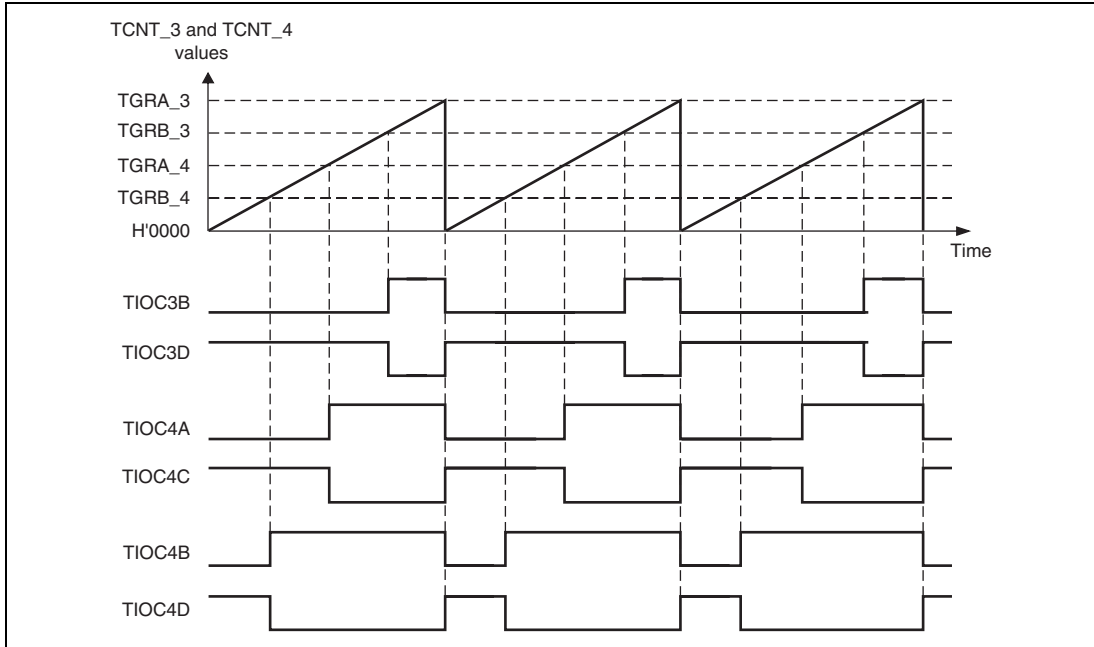 TCNT_3 and TCNT_4
values
TGRA_3
TGRB_3
TGRA_4
TGRB_4
H'0000
Time
TIOC3B
TIOC3D
TIOC4A
TIOC4C
TIOC4B
TIOC4D